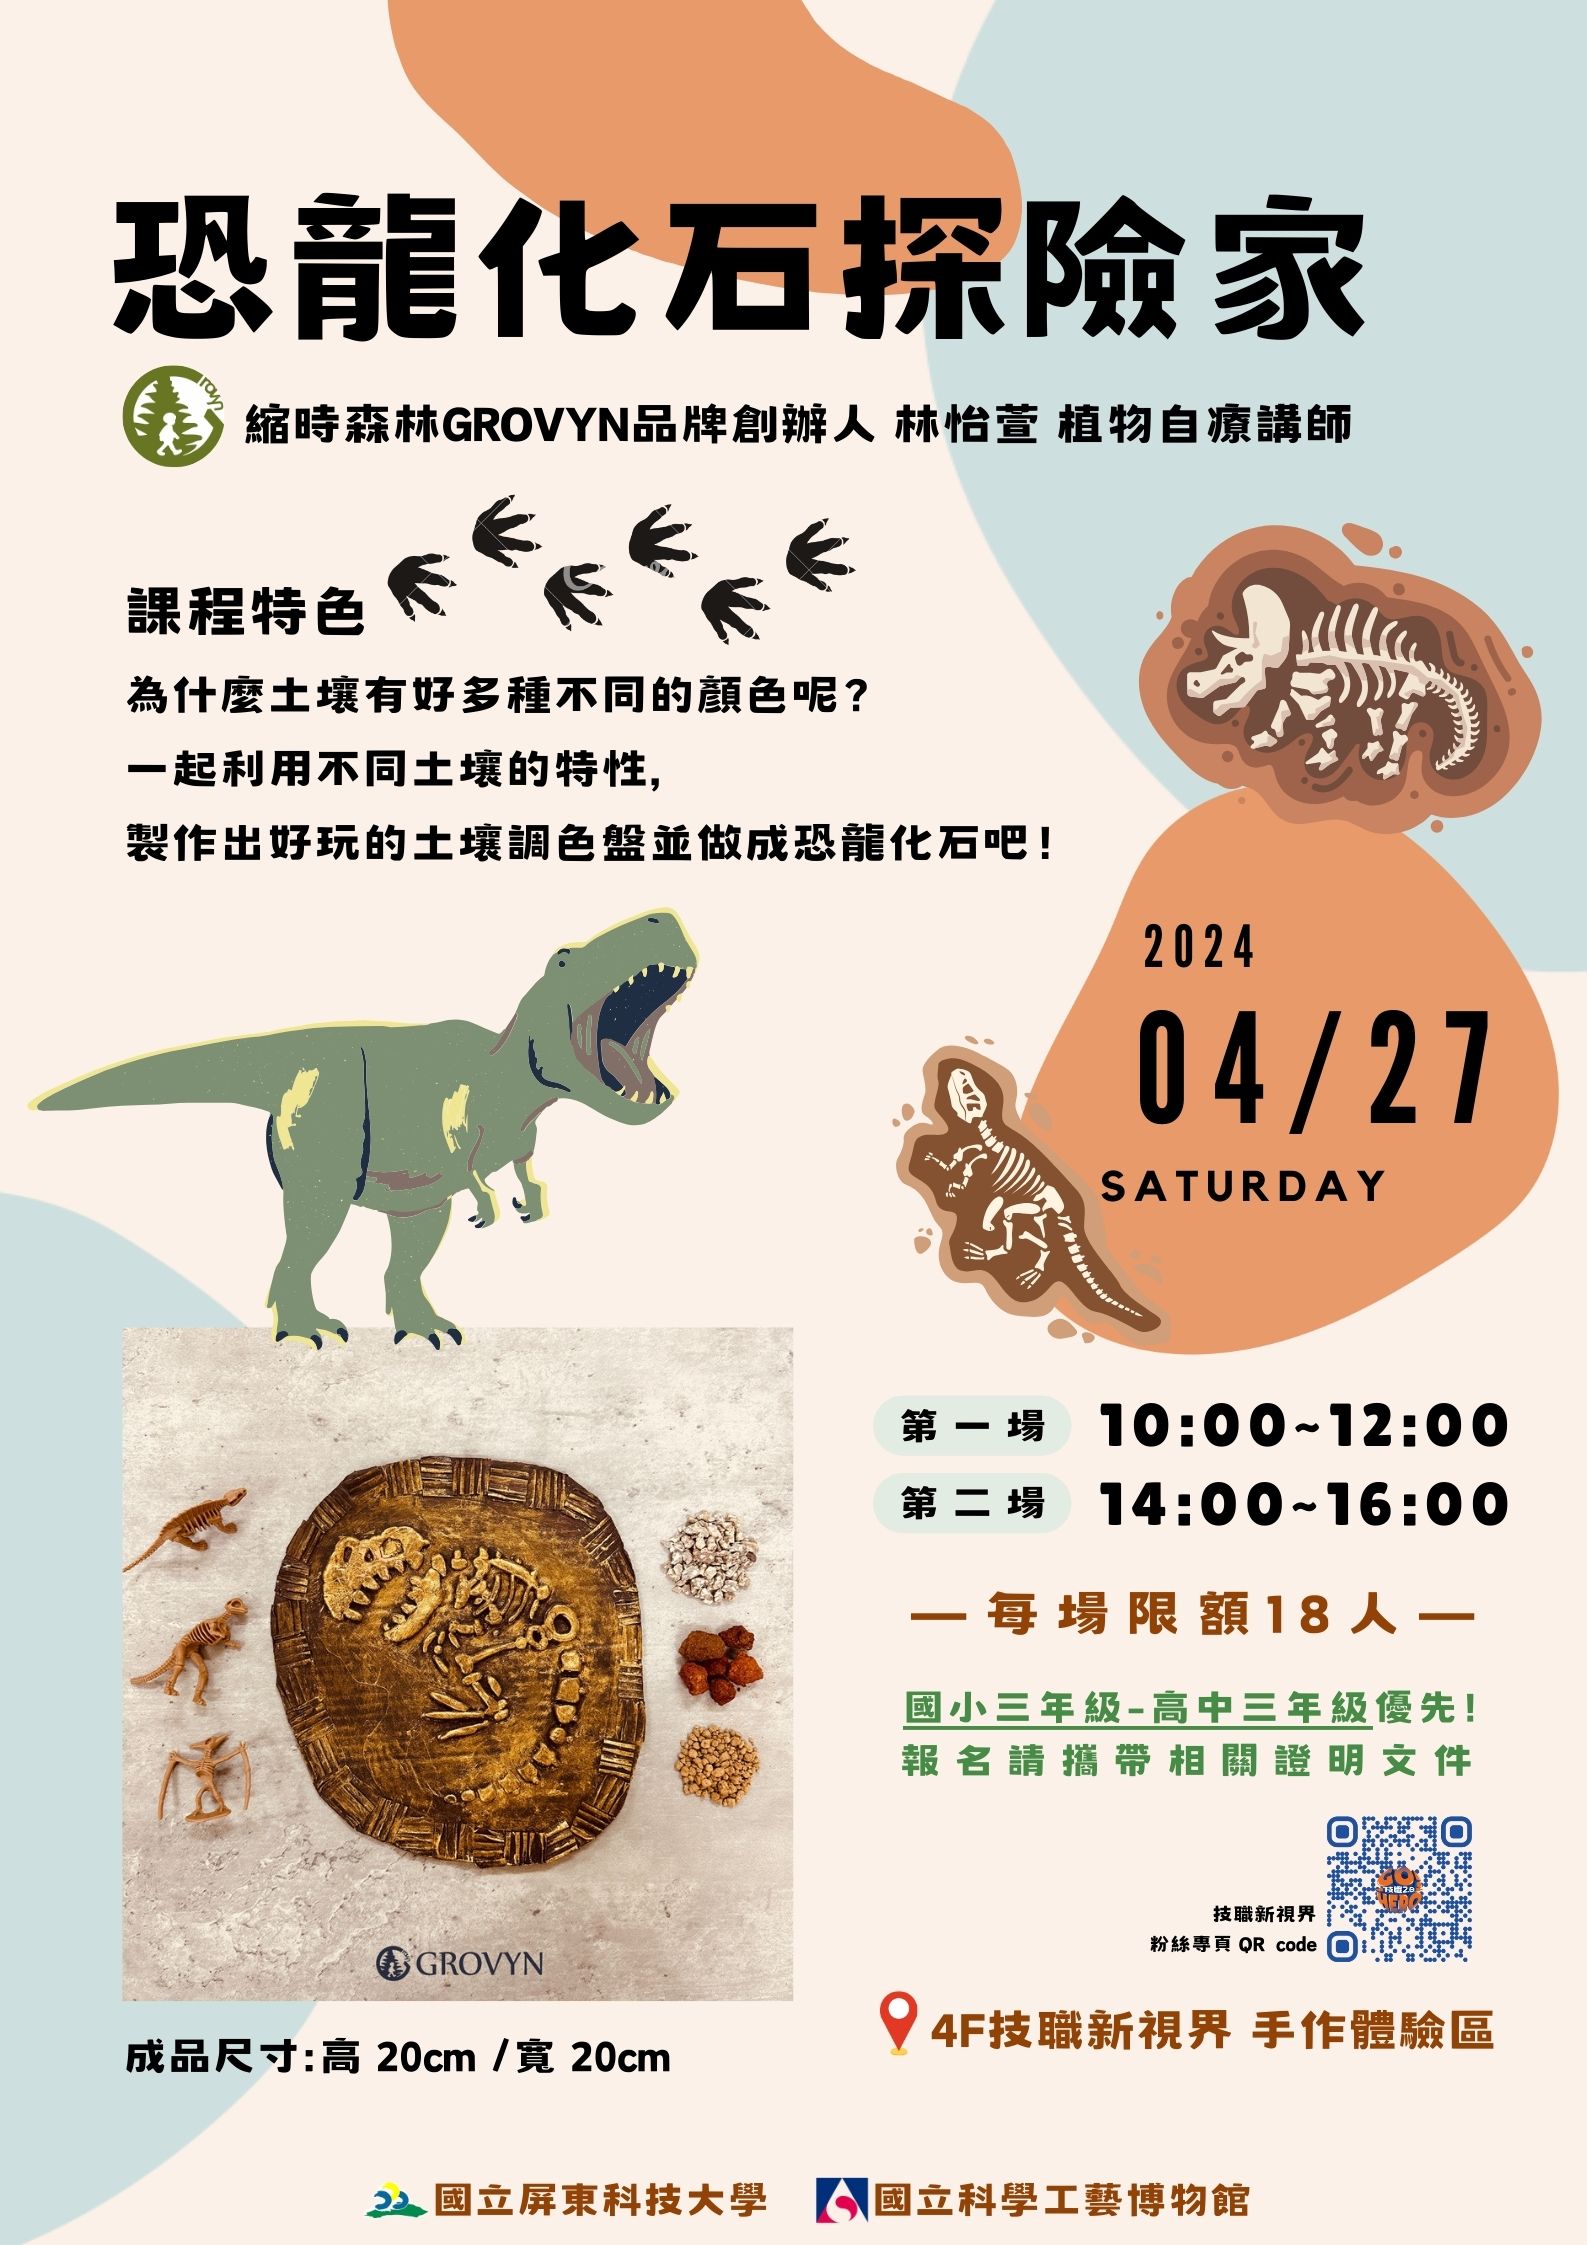 恐龍化石探險家
縮時森林GROVYN品牌創辦人 林怡萱 植物自療講師
課程特色
為什麼土壤有好多種不同的顏色呢?
一起利用不同土壤的特性,
製作出好玩的土壤調色盤並做成恐龍化石吧!
2024
04/27
SATURDAY
第一場 10:00~12:00
第二場 14:00~16:00
— 每場限額18人 —
國小三年級-高中三年級優先!
報名請攜帶相關證明文件
GO!
技職2.0
HERO
技職新視界
粉絲專頁 QR code
GROVYN
4F技職新視界 手作體驗區
成品尺寸:高 20cm /寬 20cm
國立屏東科技大學 國立科學工藝博物館